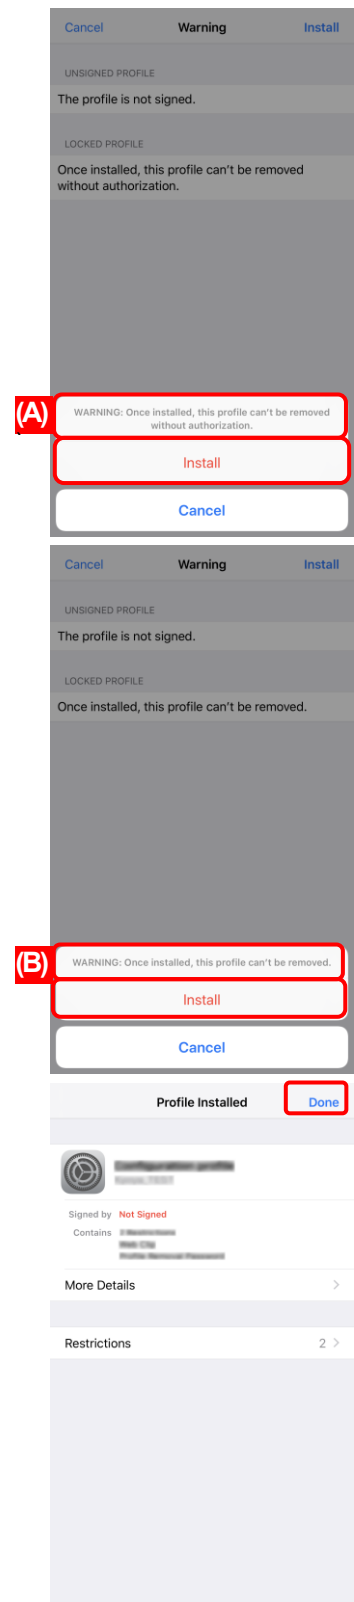 Cancel Warning Install
UNSIGNED PROFILE
The profile is not signed.
LOCKED PROFILE
Once installed, this profile can't be removed
without authorization.
(A)
WARNING: Once installed, this profile can't be removed
without authorization.
Install
Cancel
Cancel Warning Install
UNSIGNED PROFILE
The profile is not signed.
LOCKED PROFILE
Once installed, this profile can't be removed.
(B)
WARNING: Once installed, this profile can't be removed.
Install
Cancel
Profile Installed Done
Signed by Not Signed
Contains
More Details
Restrictions 2